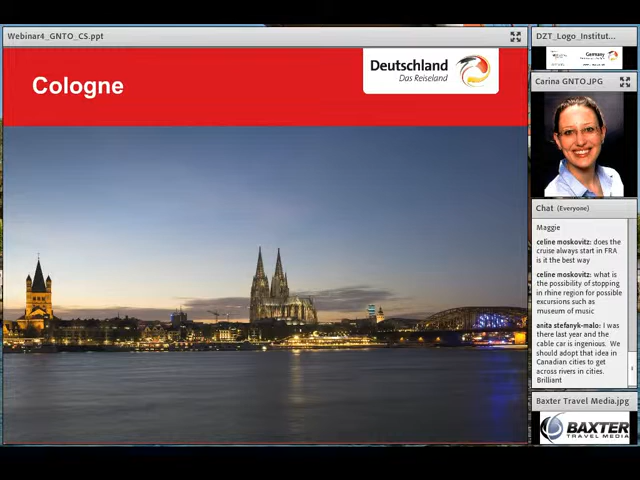 Webinar4_GNTO_CS.ppt
Cologne
Deutschland
Das Reiseland
DZT_Logo_Institut...
Germany
Carina GNTO.JPG
Chat (Everyone)
Maggie
celine moskovitz: does the
cruise always start in FRA
is it the best way
celine moskovitz: what is
the possibility of stopping
in rhine region for possible
excursions such as
museum of music
anita stefanyk-malo: I was
there last year and the
cable car is ingenious. We
should adopt that idea in
Canadian cities to get
across rivers in cities.
Brilliant
Baxter Travel Media.jpg
BAXTER
TRAVEL MEDIA